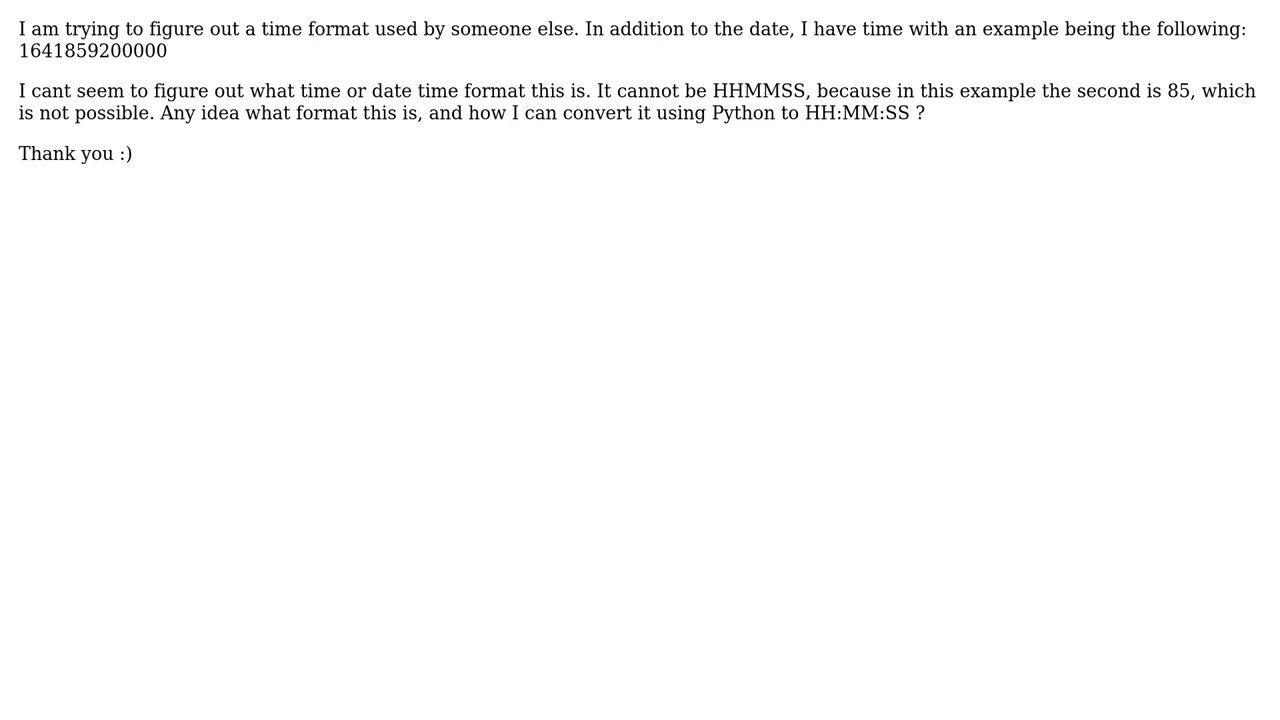 I am trying to figure out a time format used by someone else. In addition to the date, I have time with an example being the following:
1641859200000
I cant seem to figure out what time or date time format this is. It cannot be HHMMSS, because in this example the second is 85, which
is not possible. Any idea what format this is, and how I can convert it using Python to HH:MM:SS ?
Thank you :)